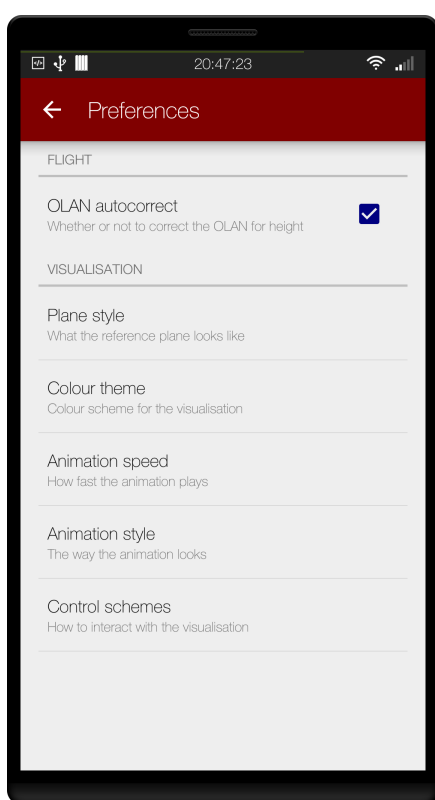 20:47:23
Preferences
FLIGHT
OLAN autocorrect
Whether or not to correct the OLAN for height
VISUALISATION
Plane style
What the reference plane looks like
Colour theme
Colour scheme for the visualisation
Animation speed
How fast the animation plays
Animation style
The way the animation looks
Control schemes
How to interact with the visualisation